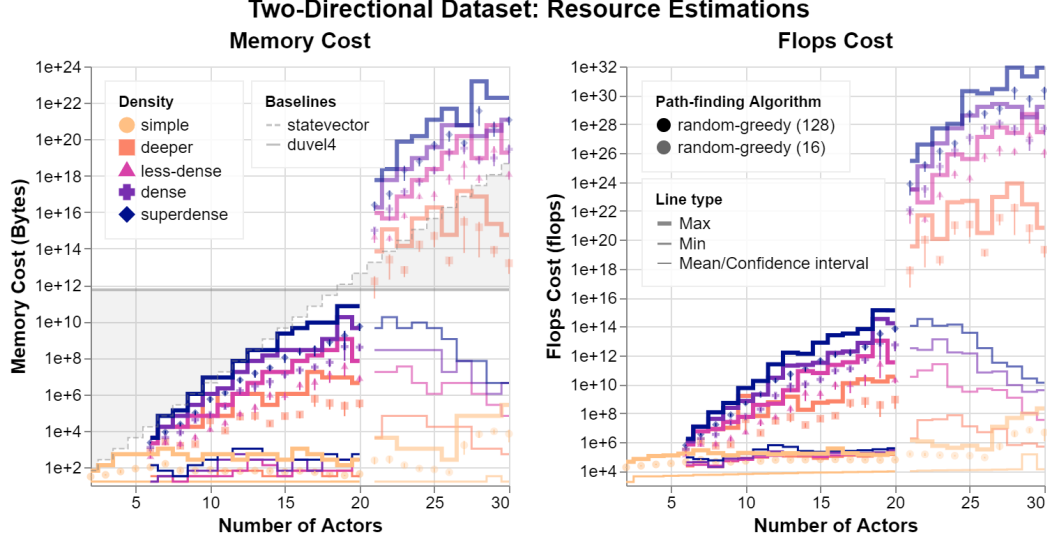 Two-Directional Dataset: Resource Estimations
Memory Cost
Memory Cost (Bytes)
1e+24
1e+22
1e+20
1e+18
1e+16
1e+14
1e+12
1e+10
1e+8
1e+6
1e+4
1e+2
Density
simple
deeper
less-dense
dense
superdense
Baselines
statevector
duvel4
5
10
15
20
25
30
Number of Actors
Flops Cost
Flops Cost (flops)
1e+32
1e+30
1e+28
1e+26
1e+24
1e+22
1e+20
1e+18
1e+16
1e+14
1e+12
1e+10
1e+8
1e+6
1e+4
Path-finding Algorithm
random-greedy (128)
random-greedy (16)
Line type
Max
Min
Mean/Confidence interval
5
10
15
20
25
30
Number of Actors